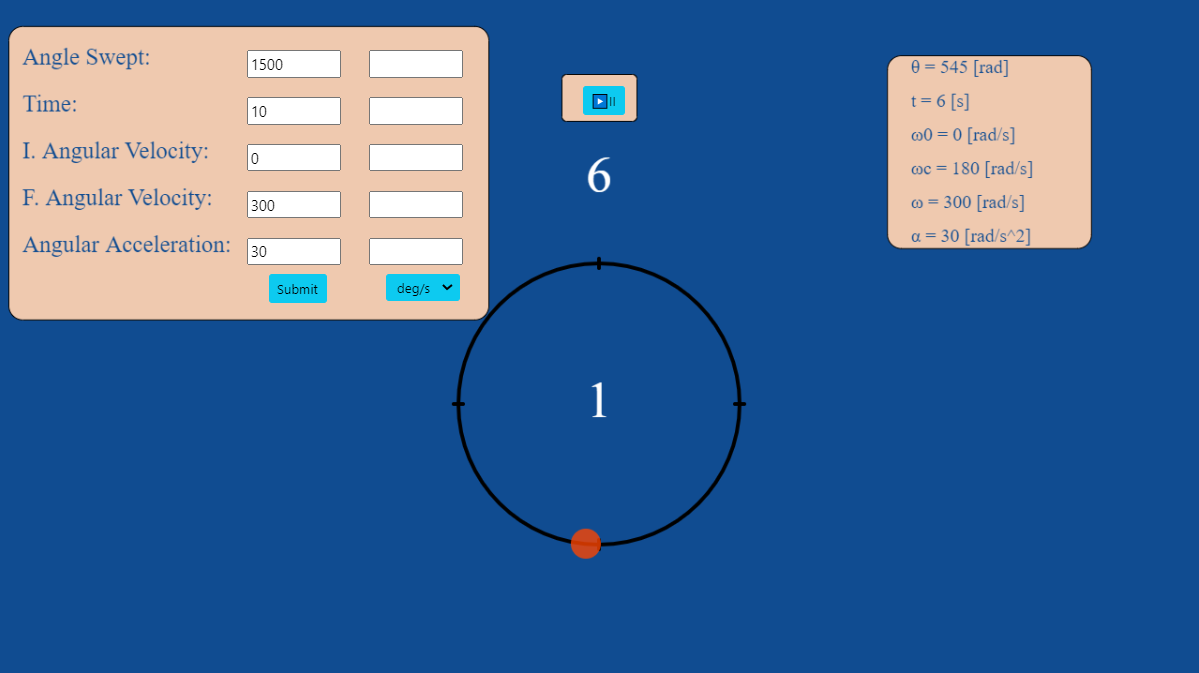 Angle Swept: 1500
Time: 10
I. Angular Velocity: 0
F. Angular Velocity: 300
Angular Acceleration: 30
Submit deg/s
6
1
θ = 545 [rad]
t = 6 [s]
ω0 = 0 [rad/s]
ωc = 180 [rad/s]
ω = 300 [rad/s]
α = 30 [rad/s^2]